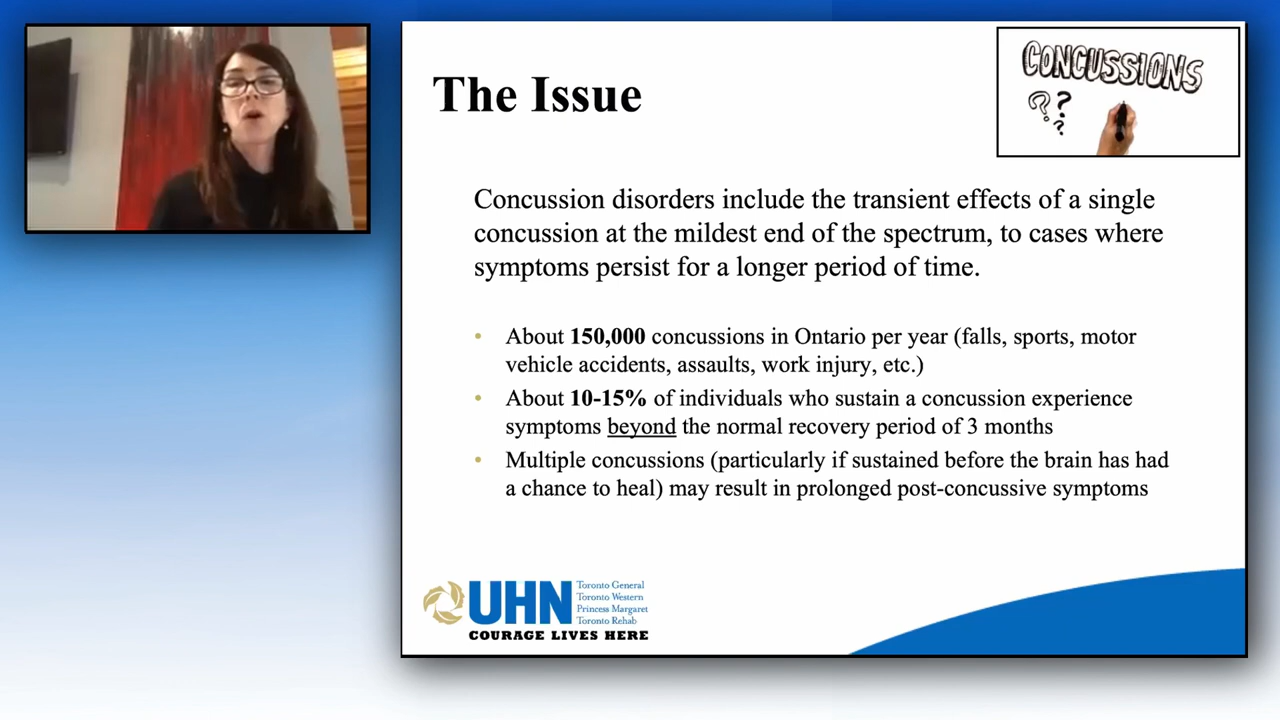 The Issue
CONCUSSIONS
???
Concussion disorders include the transient effects of a single
concussion at the mildest end of the spectrum, to cases where
symptoms persist for a longer period of time.
• About 150,000 concussions in Ontario per year (falls, sports, motor
vehicle accidents, assaults, work injury, etc.)
• About 10-15% of individuals who sustain a concussion experience
symptoms beyond the normal recovery period of 3 months
• Multiple concussions (particularly if sustained before the brain has had
a chance to heal) may result in prolonged post-concussive symptoms
UHN
Toronto General
Toronto Western
Princess Margaret
Toronto Rehab
COURAGE LIVES HERE